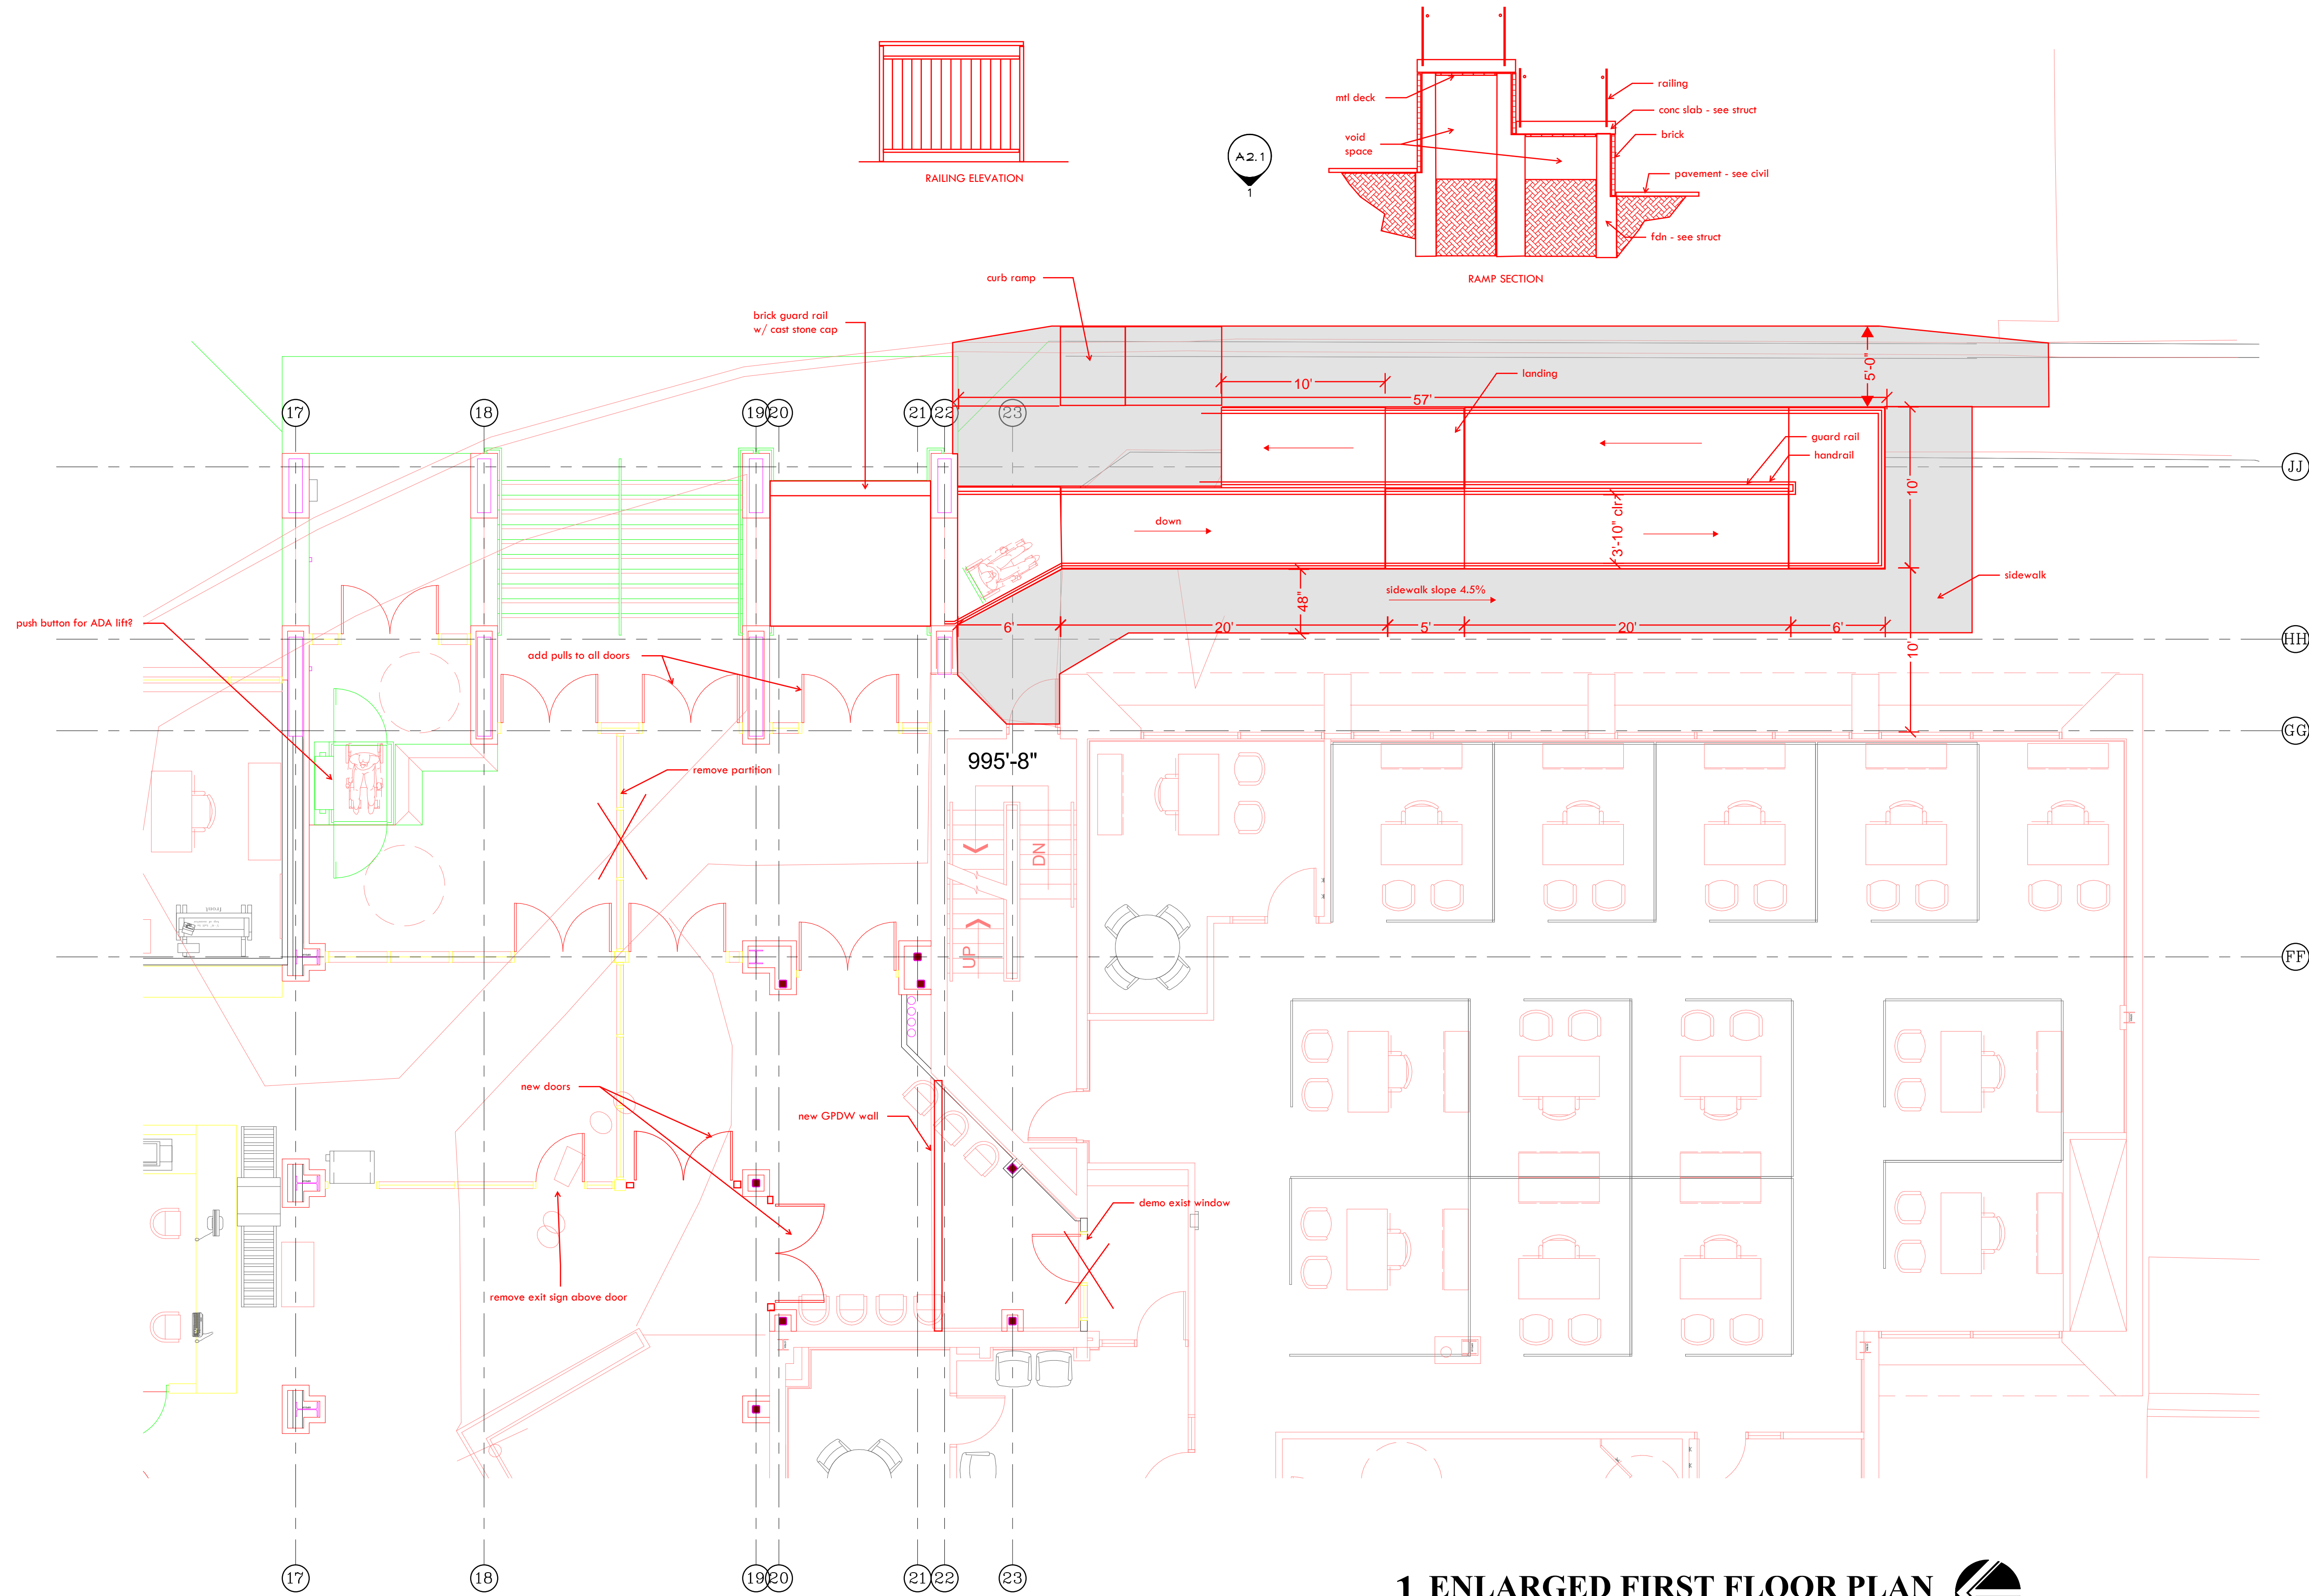 RAILING ELEVATION
A2.1
1
mtl deck
void
space
railing
conc slab - see struct
brick
pavement - see civil
fdn - see struct
RAMP SECTION
curb ramp
brick guard rail
w/ cast stone cap
landing
10'
57'
5'-0"
17
18
19
20
21
22
23
guard rail
handrail
JJ
10'
down
3'-10" clr
sidewalk
sidewalk slope 4.5%
48"
push button for ADA lift?
6'
20'
5'
20'
6'
HH
10'
add pulls to all doors
GG
995'-8"
remove partition
DN
UP
FF
new doors
new GPDW wall
demo exist window
remove exit sign above door
17
18
19
20
21
22
23
1 ENLARGED FIRST FLOOR PLAN